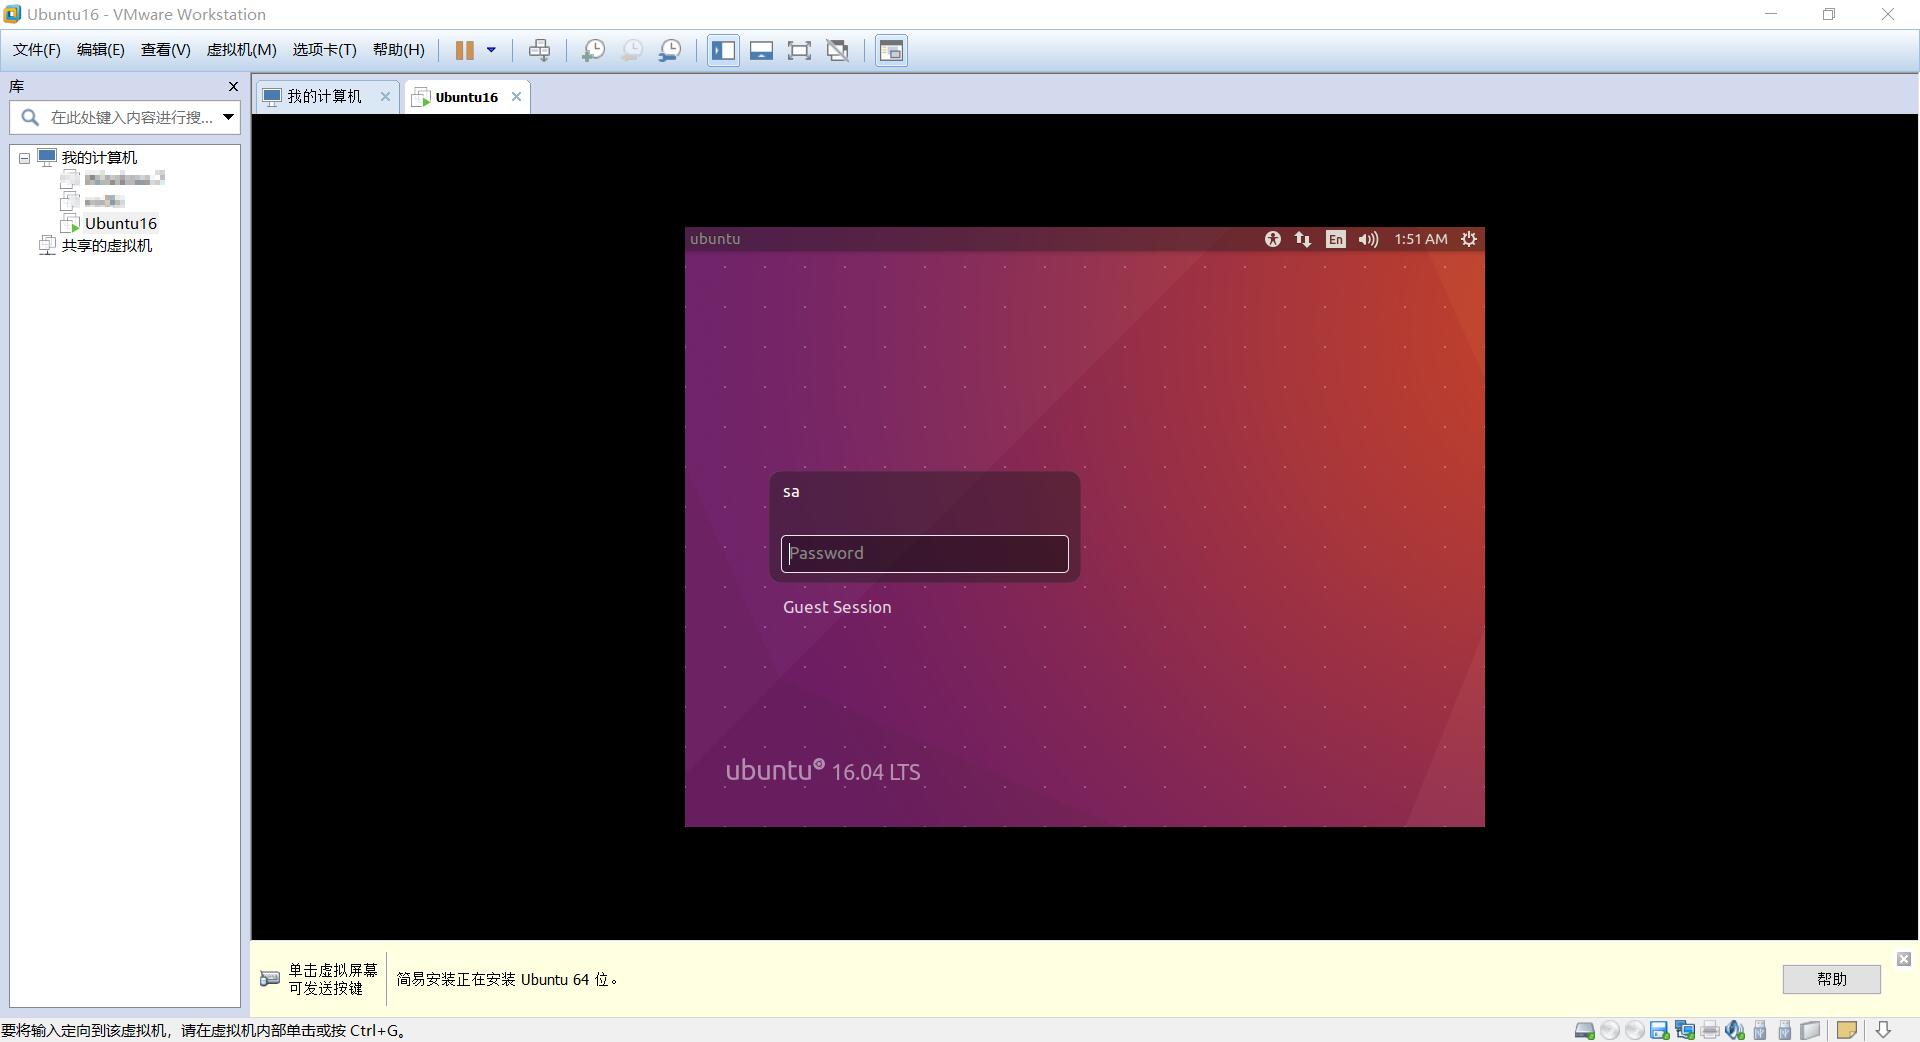 Ubuntu16 - VMware Workstation
文件(F) 编辑(E) 查看(V) 虚拟机(M) 选项卡(T) 帮助(H)
库
在此处键入内容进行搜...
我的计算机
Ubuntu16
共享的虚拟机
我的计算机
Ubuntu16
ubuntu
En
1:51 AM
sa
Password
Guest Session
ubuntu 16.04 LTS
单击虚拟屏幕
可发送按键
简易安装正在安装 Ubuntu 64 位。
帮助
要将输入定向到该虚拟机，请在虚拟机内部单击或按 Ctrl+G。